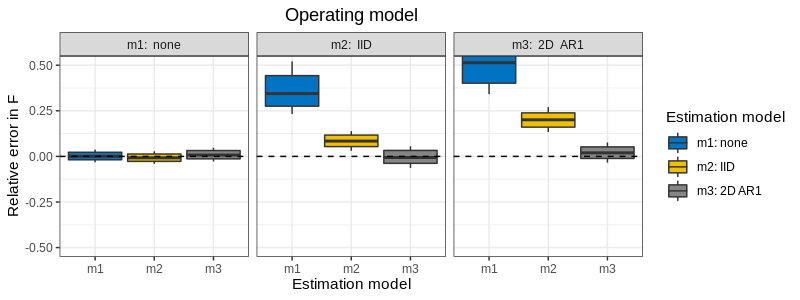 Operating model
m1: none
m2: IID
m3: 2D AR1
Relative error in F
0.50
0.25
0.00
-0.25
-0.50
m1 m2 m3
m1 m2 m3
m1 m2 m3
Estimation model
Estimation model
m1: none
m2: IID
m3: 2D AR1